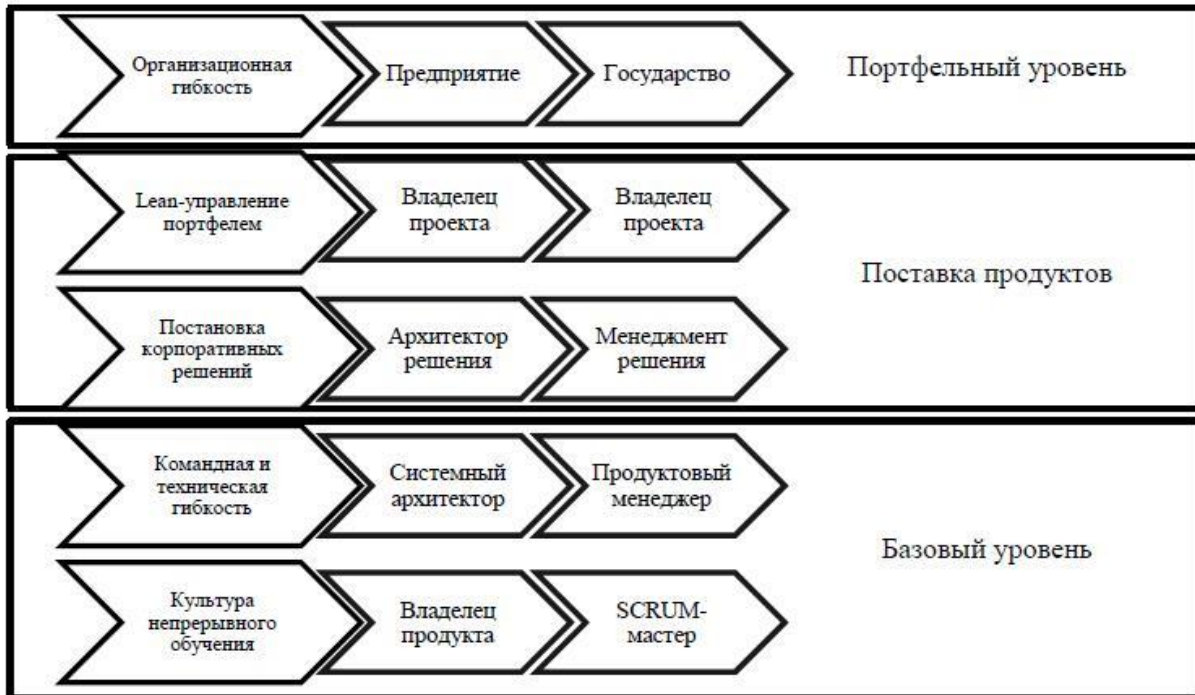 Организационная
гибкость
Предприятие
Государство
Портфельный уровень
Lean-управление
портфелем
Владелец
проекта
Владелец
проекта
Поставка продуктов
Постановка
корпоративных
решений
Архитектор
решения
Менеджмент
решения
Командная и
техническая
гибкость
Системный
архитектор
Продуктовый
менеджер
Базовый уровень
Культура
непрерывного
обучения
Владелец
продукта
SCRUM-
мастер